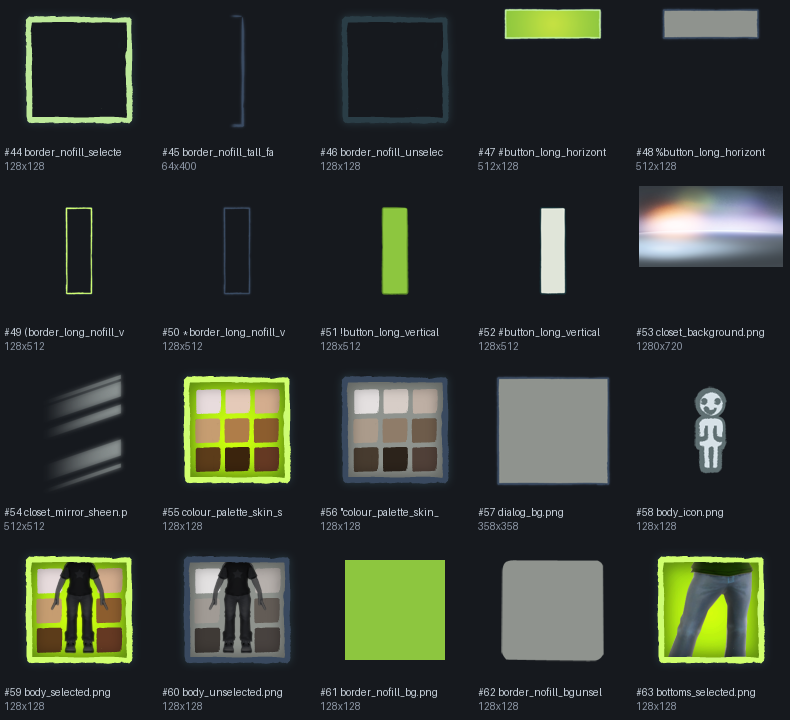 #44 border_nofill_selecte
128x128
#45 border_nofill_tall_fa
64x400
#46 border_nofill_unselec
128x128
#47 #button_long_horizont
512x128
#48 %button_long_horizont
512x128
#49 (border_long_nofill_v
128x512
#50 *border_long_nofill_v
128x512
#51 !button_long_vertical
128x512
#52 #button_long_vertical
128x512
#53 closet_background.png
1280x720
#54 closet_mirror_sheen.p
512x512
#55 colour_palette_skin_s
128x128
#56 "colour_palette_skin_
128x128
#57 dialog_bg.png
358x358
#58 body_icon.png
128x128
#59 body_selected.png
128x128
#60 body_unselected.png
128x128
#61 border_nofill_bg.png
128x128
#62 border_nofill_bgunsel
128x128
#63 bottoms_selected.png
128x128